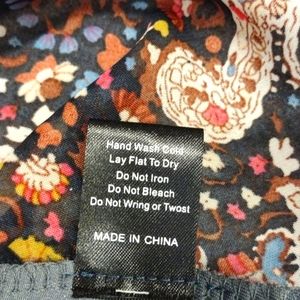 Hand Wash Cold
Lay Flat To Dry
Do Not Iron
Do Not Bleach
Do Not Wring or Twost
MADE IN CHINA